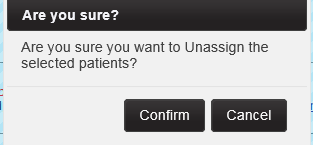 Are you sure?
Are you sure you want to Unassign the
selected patients?
Confirm Cancel